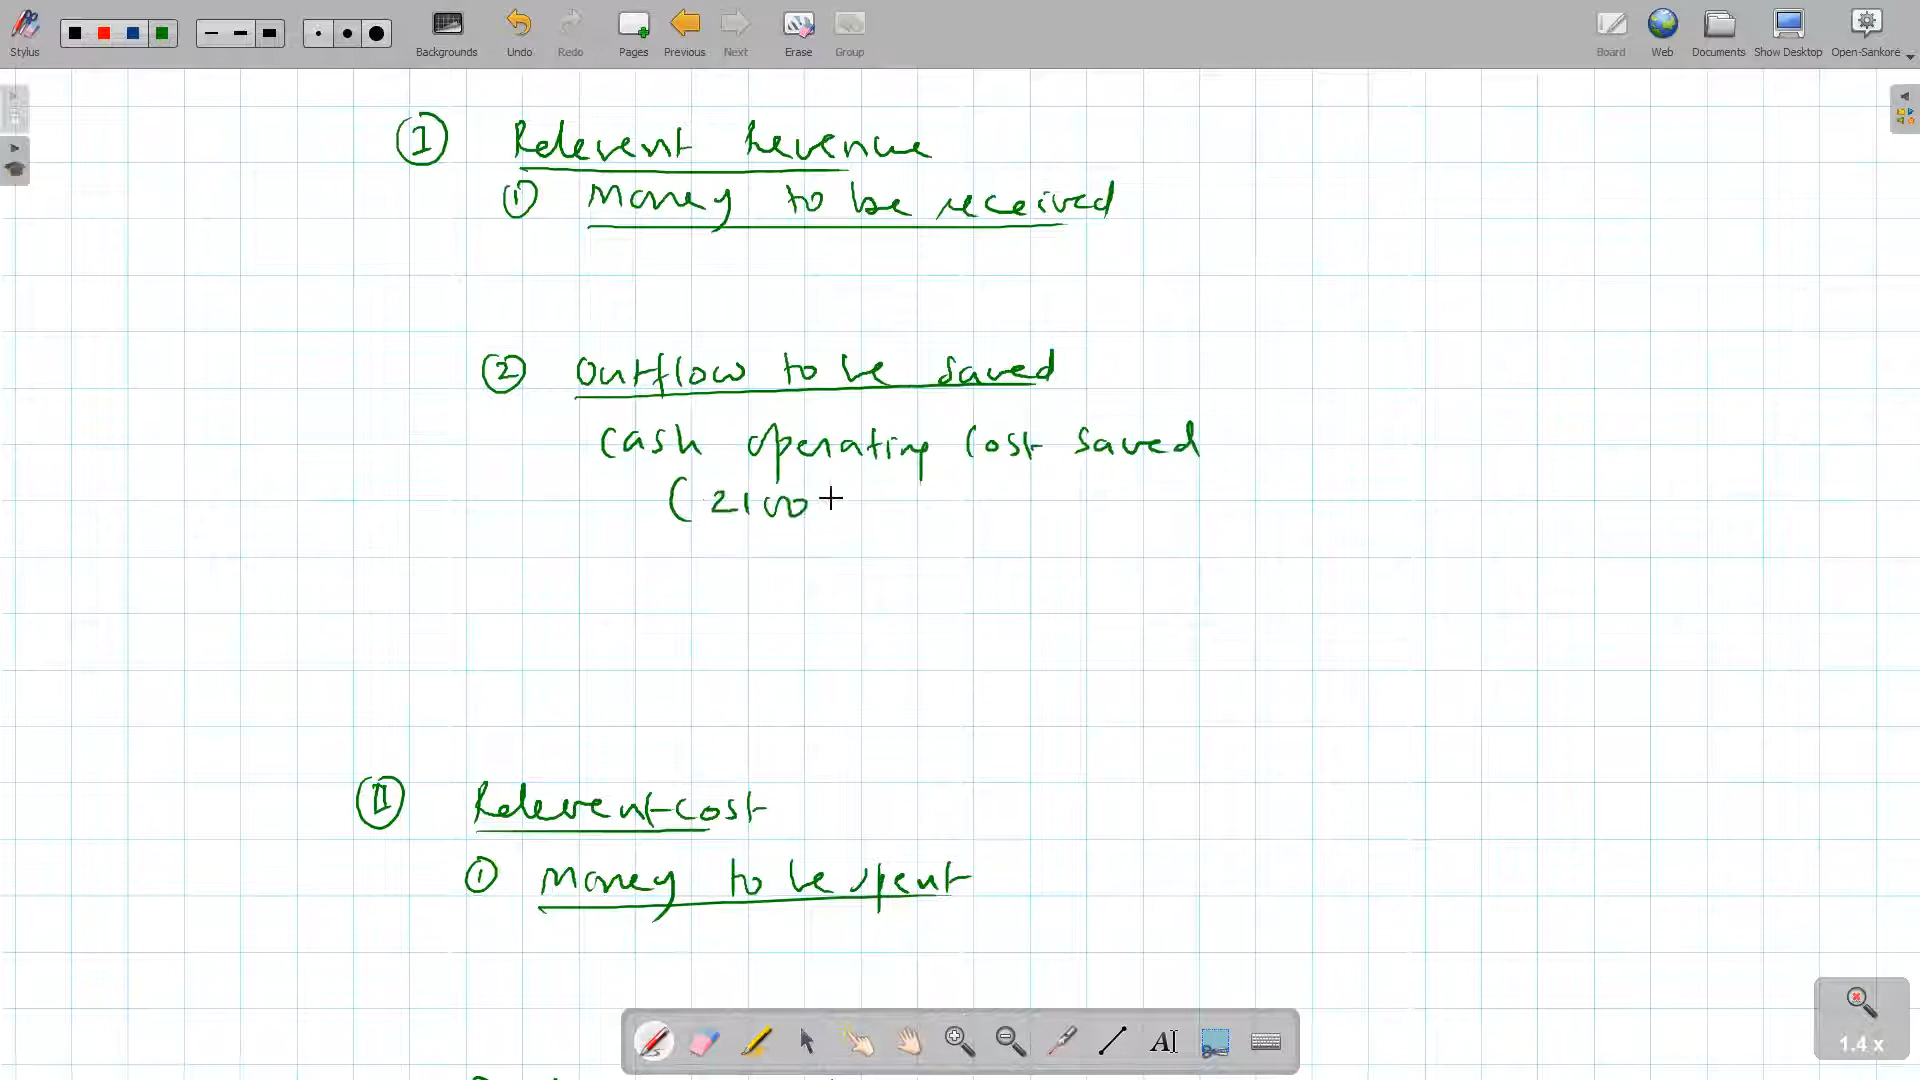 Stylus Backgrounds Undo Redo Pages Previous Next Erase Group Board Web Documents Show Desktop Open-Sankoré
I Relevent Revenue
1 Money to be received
2 Outflow to be saved
Cash operating cost saved
( 2100
II Relevent cost
1 Money to be spent
1.4 x